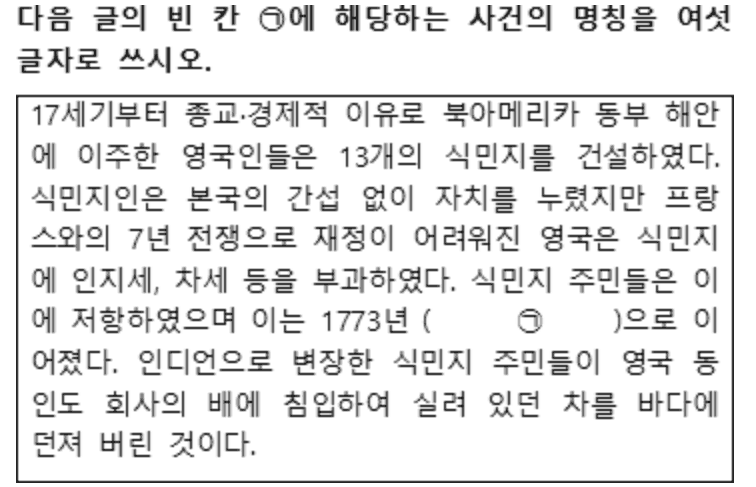 다음 글의 빈 칸 ㉠에 해당하는 사건의 명칭을 여섯
글자로 쓰시오.
17세기부터 종교·경제적 이유로 북아메리카 동부 해안
에 이주한 영국인들은 13개의 식민지를 건설하였다.
식민지인은 본국의 간섭 없이 자치를 누렸지만 프랑
스와의 7년 전쟁으로 재정이 어려워진 영국은 식민지
에 인지세, 차세 등을 부과하였다. 식민지 주민들은 이
에 저항하였으며 이는 1773년 ( ㉠ )으로 이
어졌다. 인디언으로 변장한 식민지 주민들이 영국 동
인도 회사의 배에 침입하여 실려 있던 차를 바다에
던져 버린 것이다.